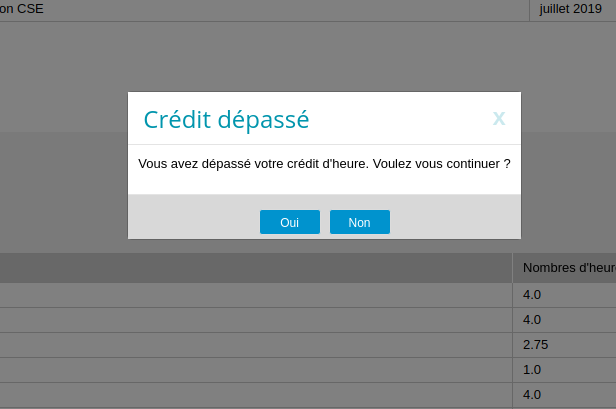 on CSE juillet 2019
Crédit dépassé x
Vous avez dépassé votre crédit d'heure. Voulez vous continuer ?
Oui Non
Nombres d'heur
4.0
4.0
2.75
1.0
4.0